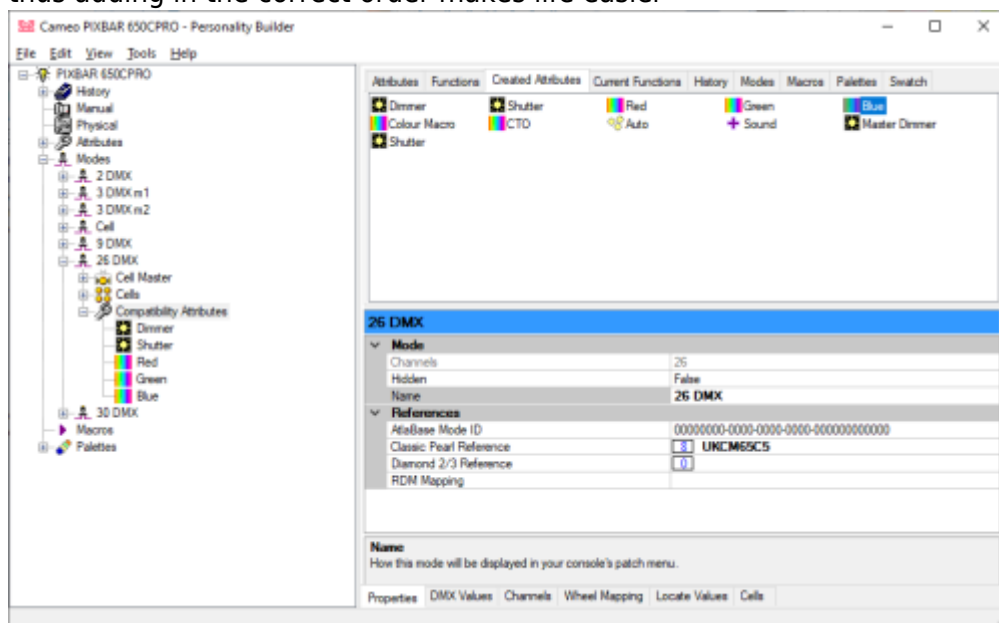 thus adding in the correct order makes life easier
Cameo PIXBAR 650CPRO - Personality Builder
File Edit View Tools Help
PIXBAR 650CPRO
History
Manual
Physical
Attributes
Modes
2 DMX
3 DMX m1
3 DMX m2
Cell
9 DMX
26 DMX
Cell Master
Cells
Compatibility Attributes
Dimmer
Shutter
Red
Green
Blue
30 DMX
Macros
Palettes
Attributes Functions Created Attributes Current Functions History Modes Macros Palettes Swatch
Dimmer Shutter Red Green Blue
Colour Macro CTO Auto Sound Master Dimmer
Shutter
26 DMX
Mode
Channels 26
Hidden False
Name 26 DMX
References
AtlaBase Mode ID 00000000-0000-0000-0000-000000000000
Classic Pearl Reference 8 UKCM65C5
Diamond 2/3 Reference 0
RDM Mapping
Name
How this mode will be displayed in your console's patch menu.
Properties DMX Values Channels Wheel Mapping Locate Values Cells